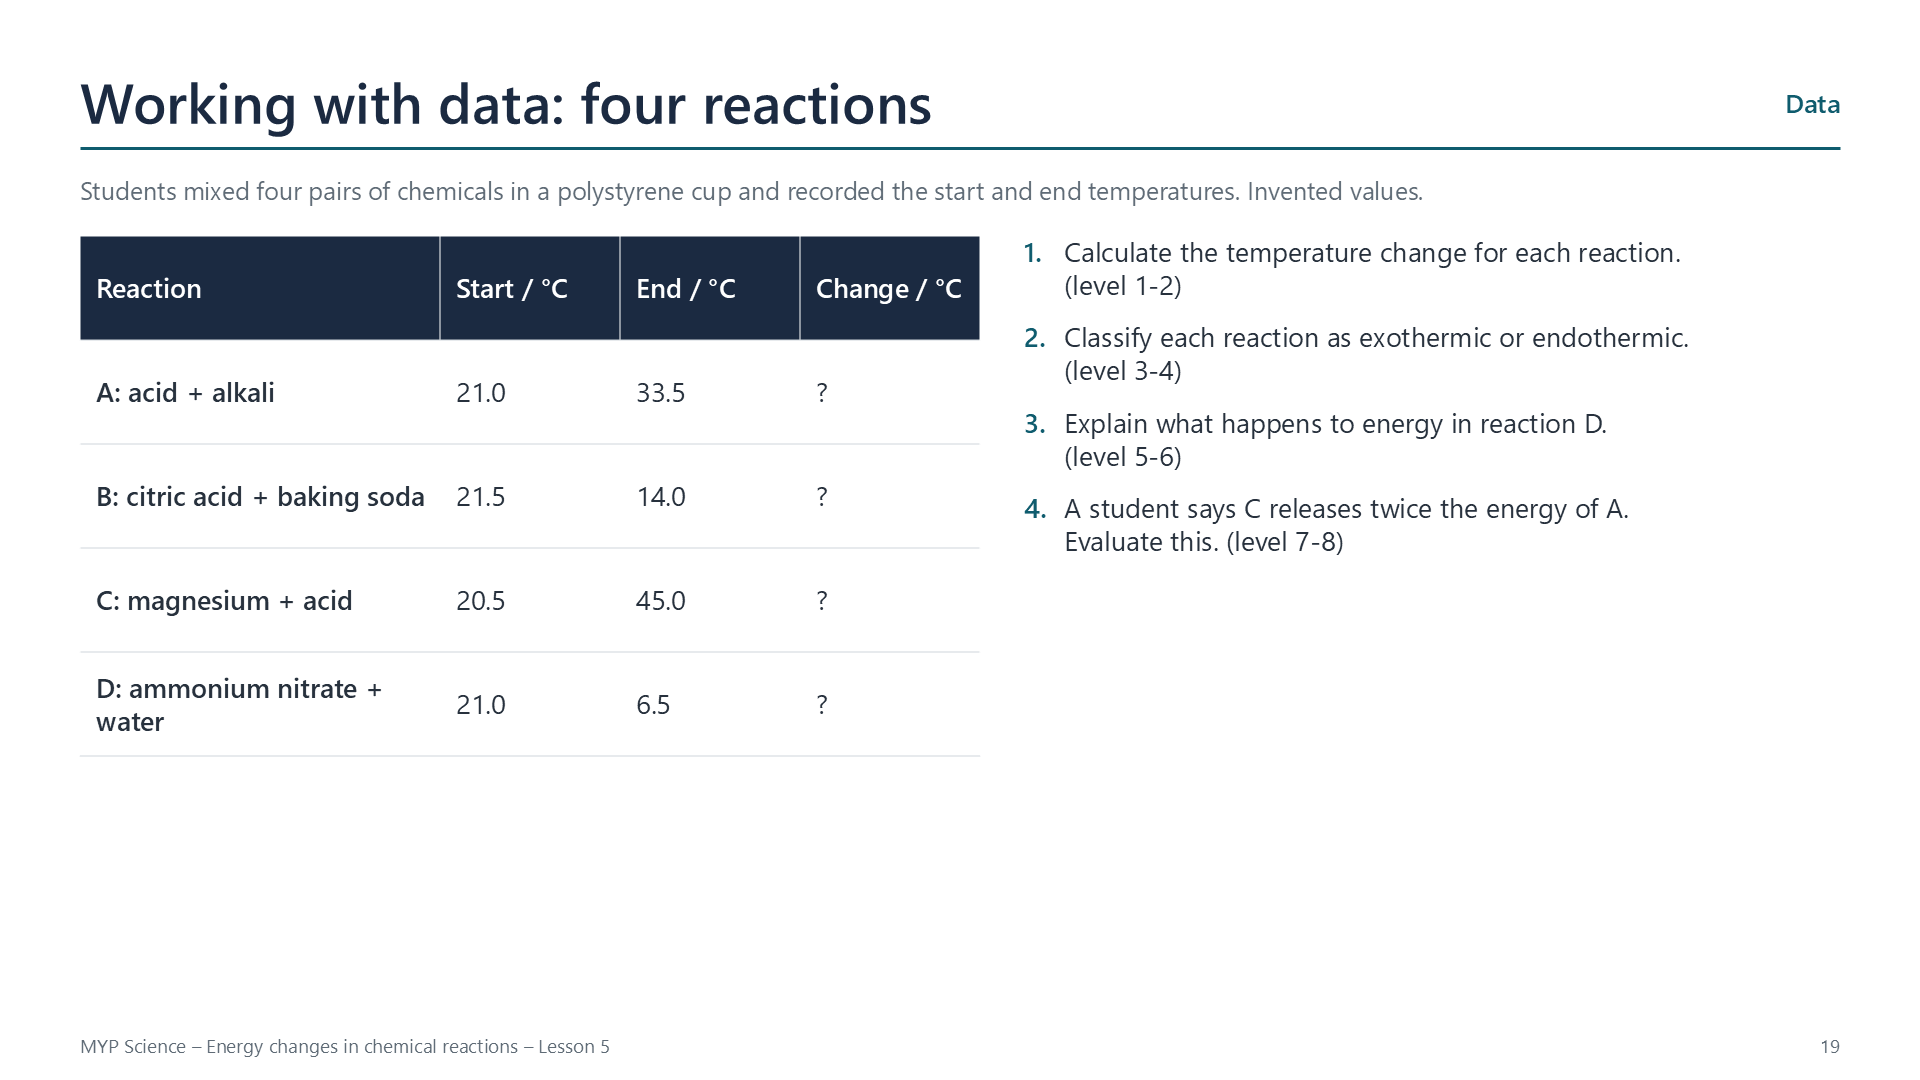 Working with data: four reactions
Data
Students mixed four pairs of chemicals in a polystyrene cup and recorded the start and end temperatures. Invented values.
Reaction Start / °C End / °C Change / °C
A: acid + alkali 21.0 33.5 ?
B: citric acid + baking soda 21.5 14.0 ?
C: magnesium + acid 20.5 45.0 ?
D: ammonium nitrate +
water 21.0 6.5 ?
1. Calculate the temperature change for each reaction.
(level 1-2)
2. Classify each reaction as exothermic or endothermic.
(level 3-4)
3. Explain what happens to energy in reaction D.
(level 5-6)
4. A student says C releases twice the energy of A.
Evaluate this. (level 7-8)
MYP Science – Energy changes in chemical reactions – Lesson 5
19